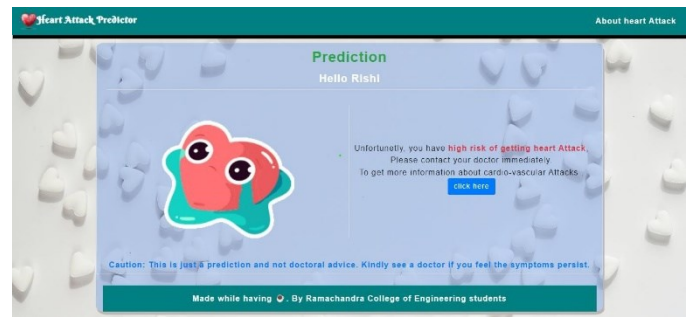 Heart Attack Predictor
About heart Attack
Prediction
Hello Rishi
Unfortunetly, you have high risk of getting heart Attack.
Please contact your doctor immediately
To get more information about cardio-vascular Attacks
click here
Caution: This is just a prediction and not doctoral advice. Kindly see a doctor if you feel the symptoms persist.
Made while having . By Ramachandra College of Engineering students